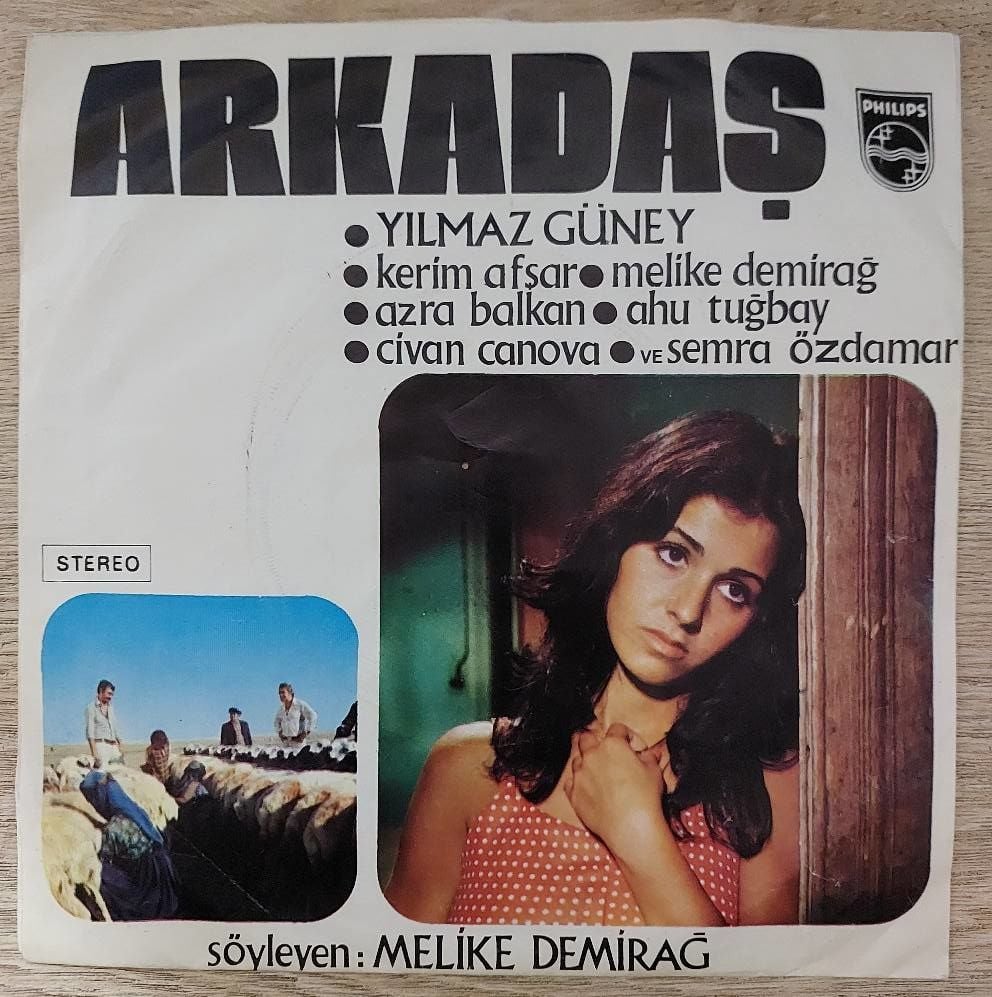 ARKADAŞ
PHILIPS
• YILMAZ GÜNEY
• kerim afşar • melike demirağ
• azra balkan • ahu tuğbay
• civan canova • VE semra özdamar
STEREO
söyleyen: MELİKE DEMİRAĞ